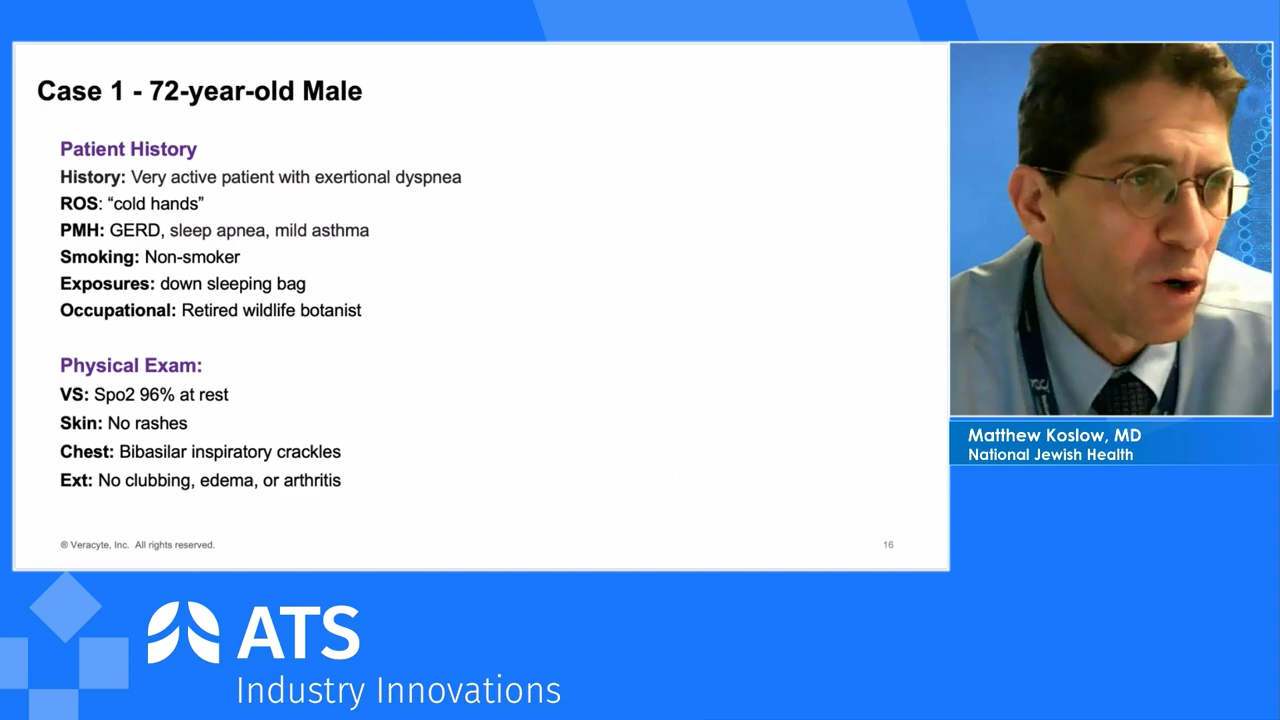 Case 1 - 72-year-old Male
Patient History
History: Very active patient with exertional dyspnea
ROS: “cold hands”
PMH: GERD, sleep apnea, mild asthma
Smoking: Non-smoker
Exposures: down sleeping bag
Occupational: Retired wildlife botanist
Physical Exam:
VS: Spo2 96% at rest
Skin: No rashes
Chest: Bibasilar inspiratory crackles
Ext: No clubbing, edema, or arthritis
® Veracyte, Inc. All rights reserved.
16
Matthew Koslow, MD
National Jewish Health
ATS
Industry Innovations